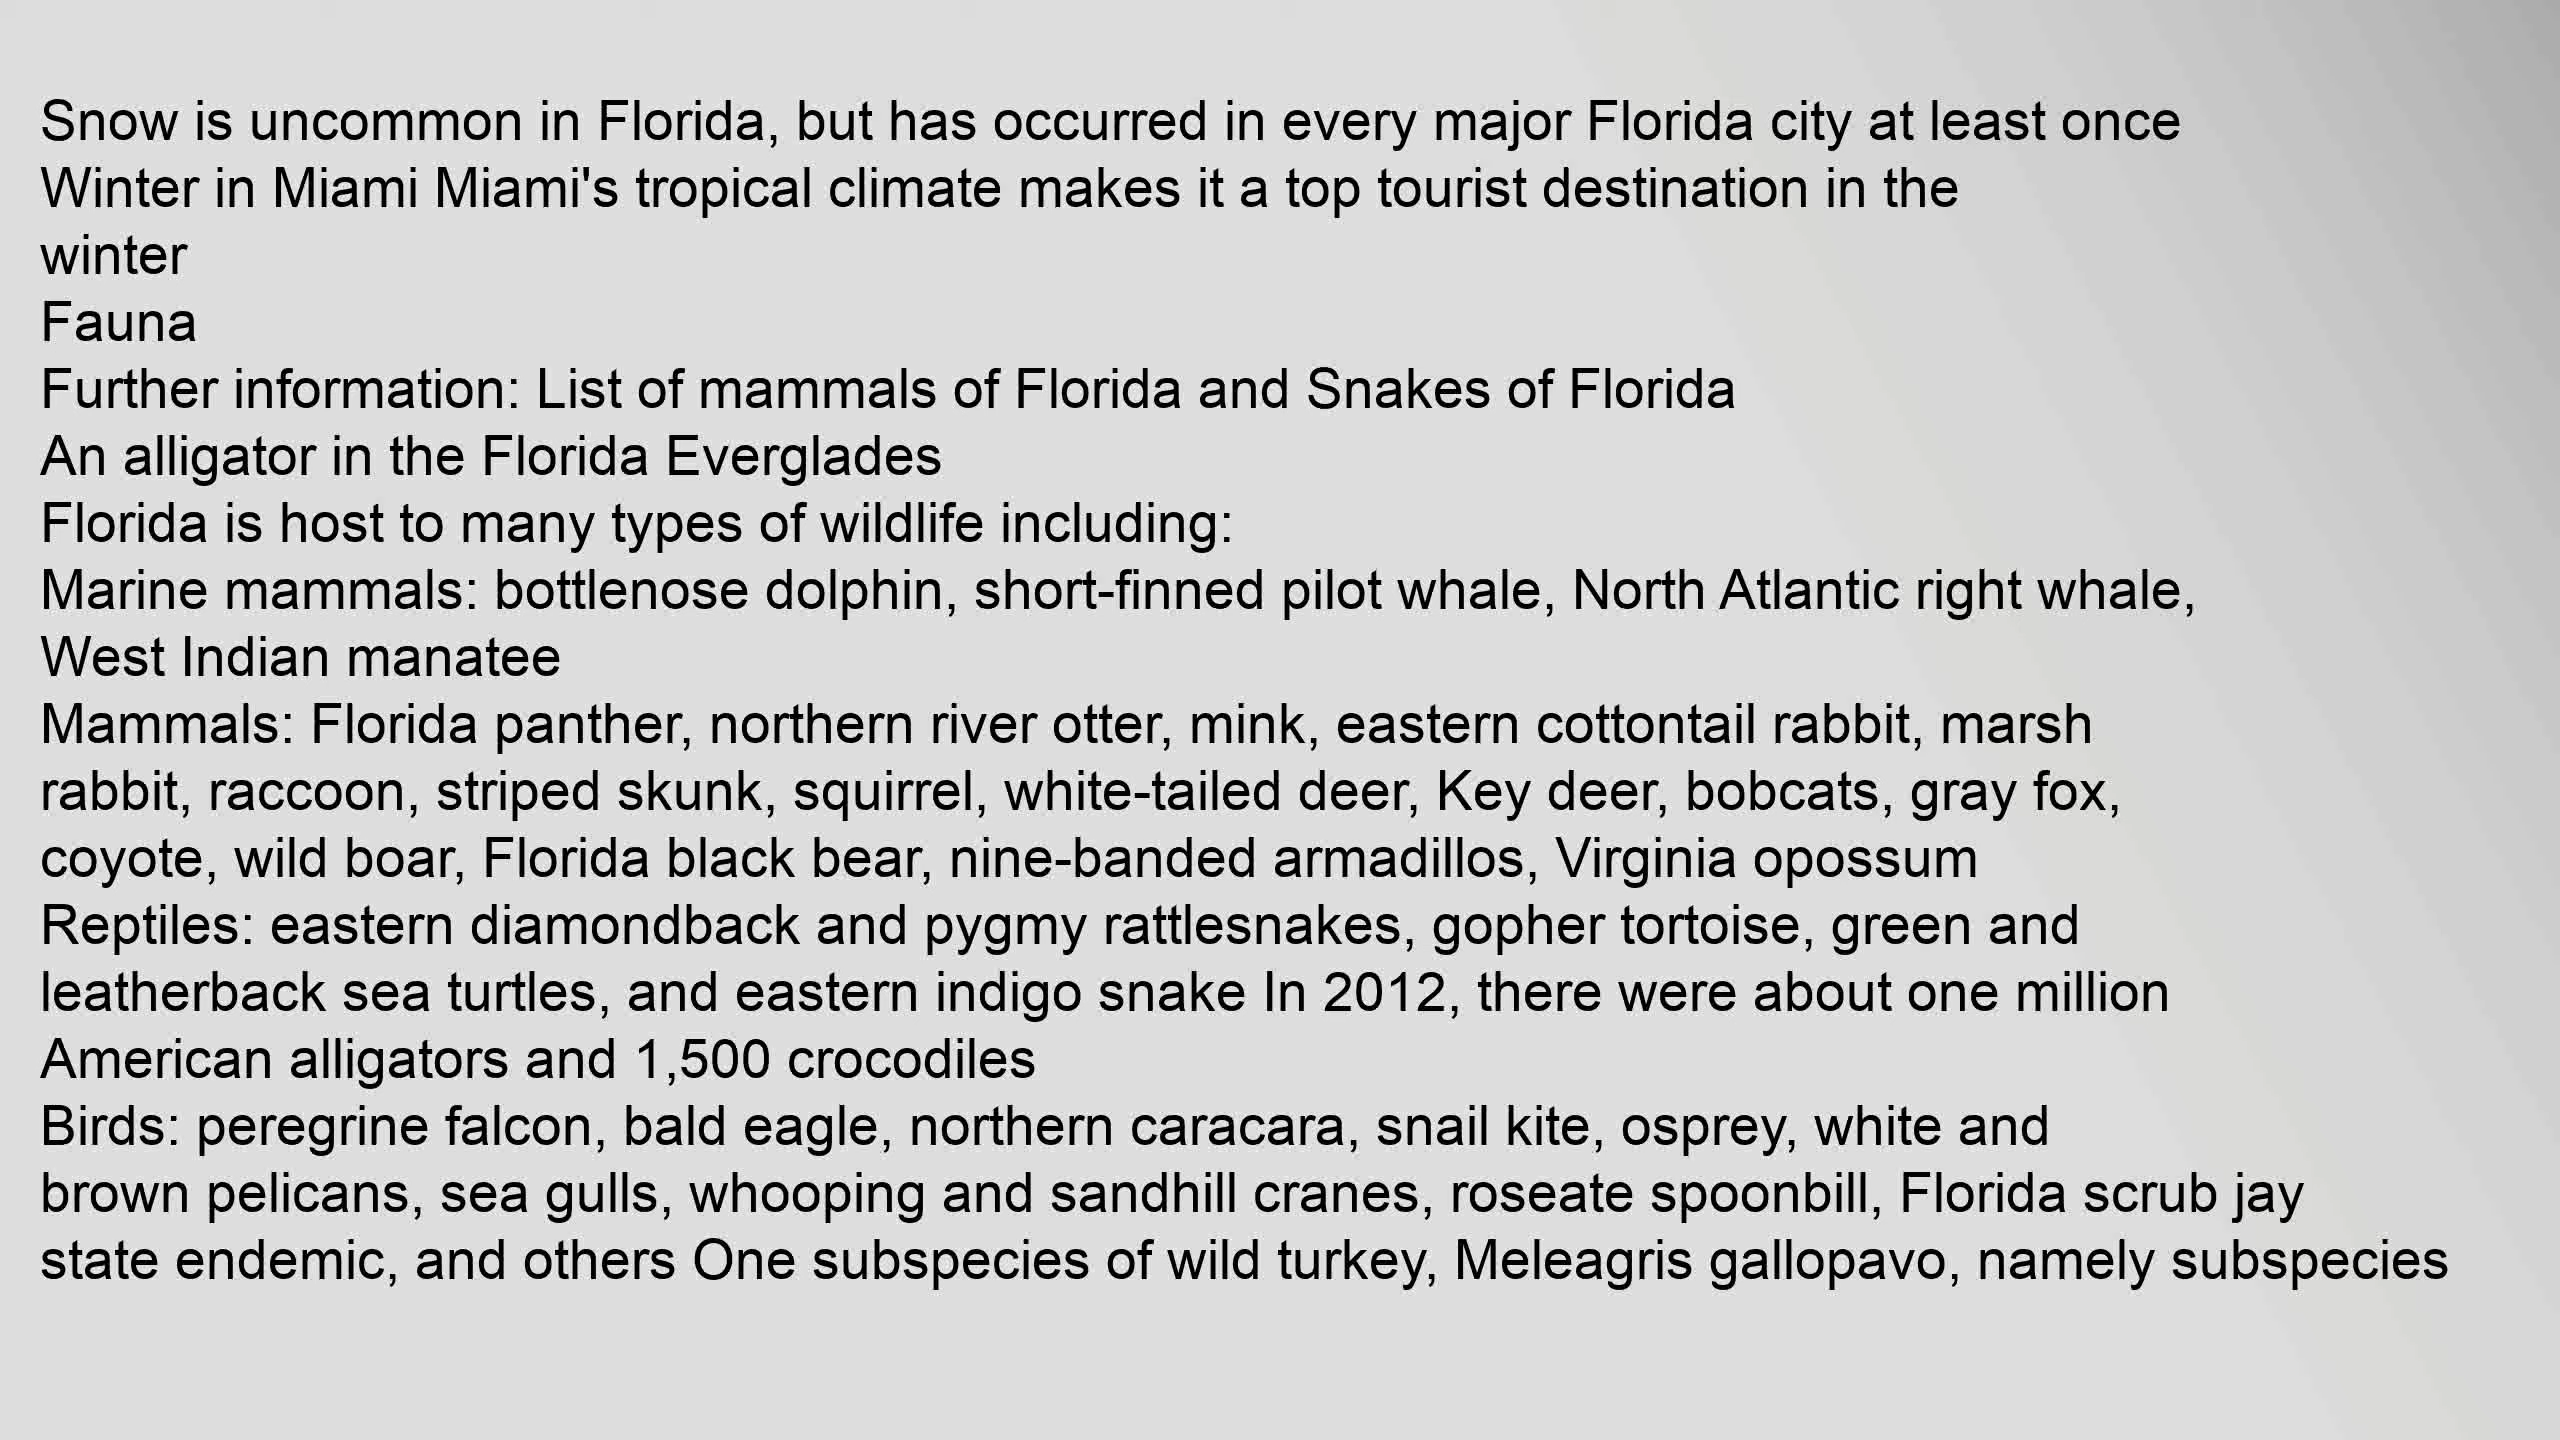 Snow is uncommon in Florida, but has occurred in every major Florida city at least once
Winter in Miami Miami's tropical climate makes it a top tourist destination in the
winter
Fauna
Further information: List of mammals of Florida and Snakes of Florida
An alligator in the Florida Everglades
Florida is host to many types of wildlife including:
Marine mammals: bottlenose dolphin, short-finned pilot whale, North Atlantic right whale,
West Indian manatee
Mammals: Florida panther, northern river otter, mink, eastern cottontail rabbit, marsh
rabbit, raccoon, striped skunk, squirrel, white-tailed deer, Key deer, bobcats, gray fox,
coyote, wild boar, Florida black bear, nine-banded armadillos, Virginia opossum
Reptiles: eastern diamondback and pygmy rattlesnakes, gopher tortoise, green and
leatherback sea turtles, and eastern indigo snake In 2012, there were about one million
American alligators and 1,500 crocodiles
Birds: peregrine falcon, bald eagle, northern caracara, snail kite, osprey, white and
brown pelicans, sea gulls, whooping and sandhill cranes, roseate spoonbill, Florida scrub jay
state endemic, and others One subspecies of wild turkey, Meleagris gallopavo, namely subspecies